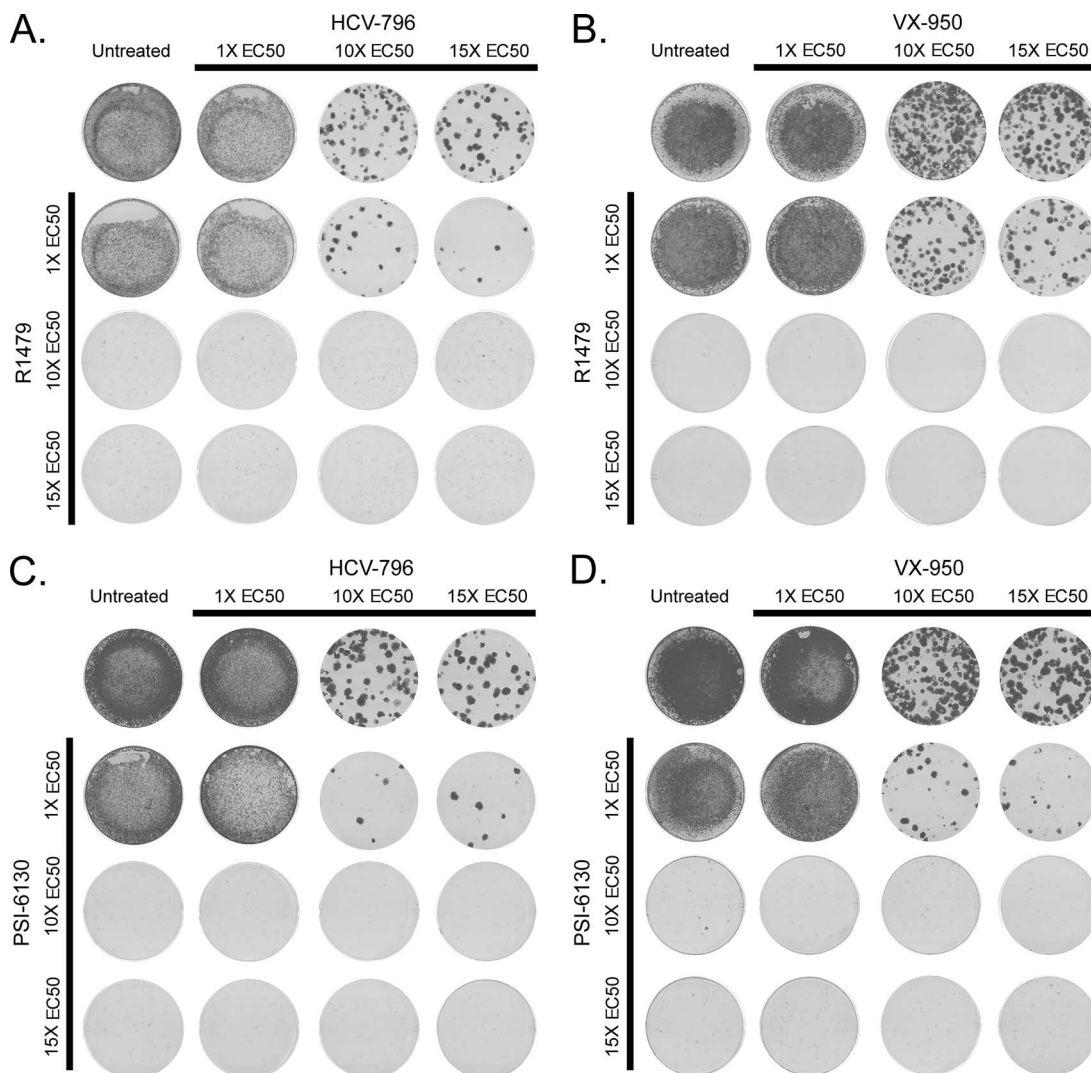 A.
HCV-796
Untreated 1X EC50 10X EC50 15X EC50
R1479
1X EC50
10X EC50
15X EC50
B.
VX-950
Untreated 1X EC50 10X EC50 15X EC50
R1479
1X EC50
10X EC50
15X EC50
C.
HCV-796
Untreated 1X EC50 10X EC50 15X EC50
PSI-6130
1X EC50
10X EC50
15X EC50
D.
VX-950
Untreated 1X EC50 10X EC50 15X EC50
PSI-6130
1X EC50
10X EC50
15X EC50